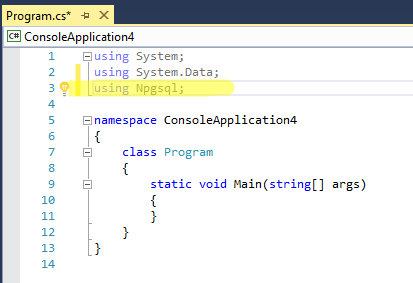 Program.cs*
C# ConsoleApplication4
1 using System;
2 using System.Data;
3 using Npgsql;
4
5 namespace ConsoleApplication4
6 {
7 class Program
8 {
9 static void Main(string[] args)
10 {
11 }
12 }
13 }
14